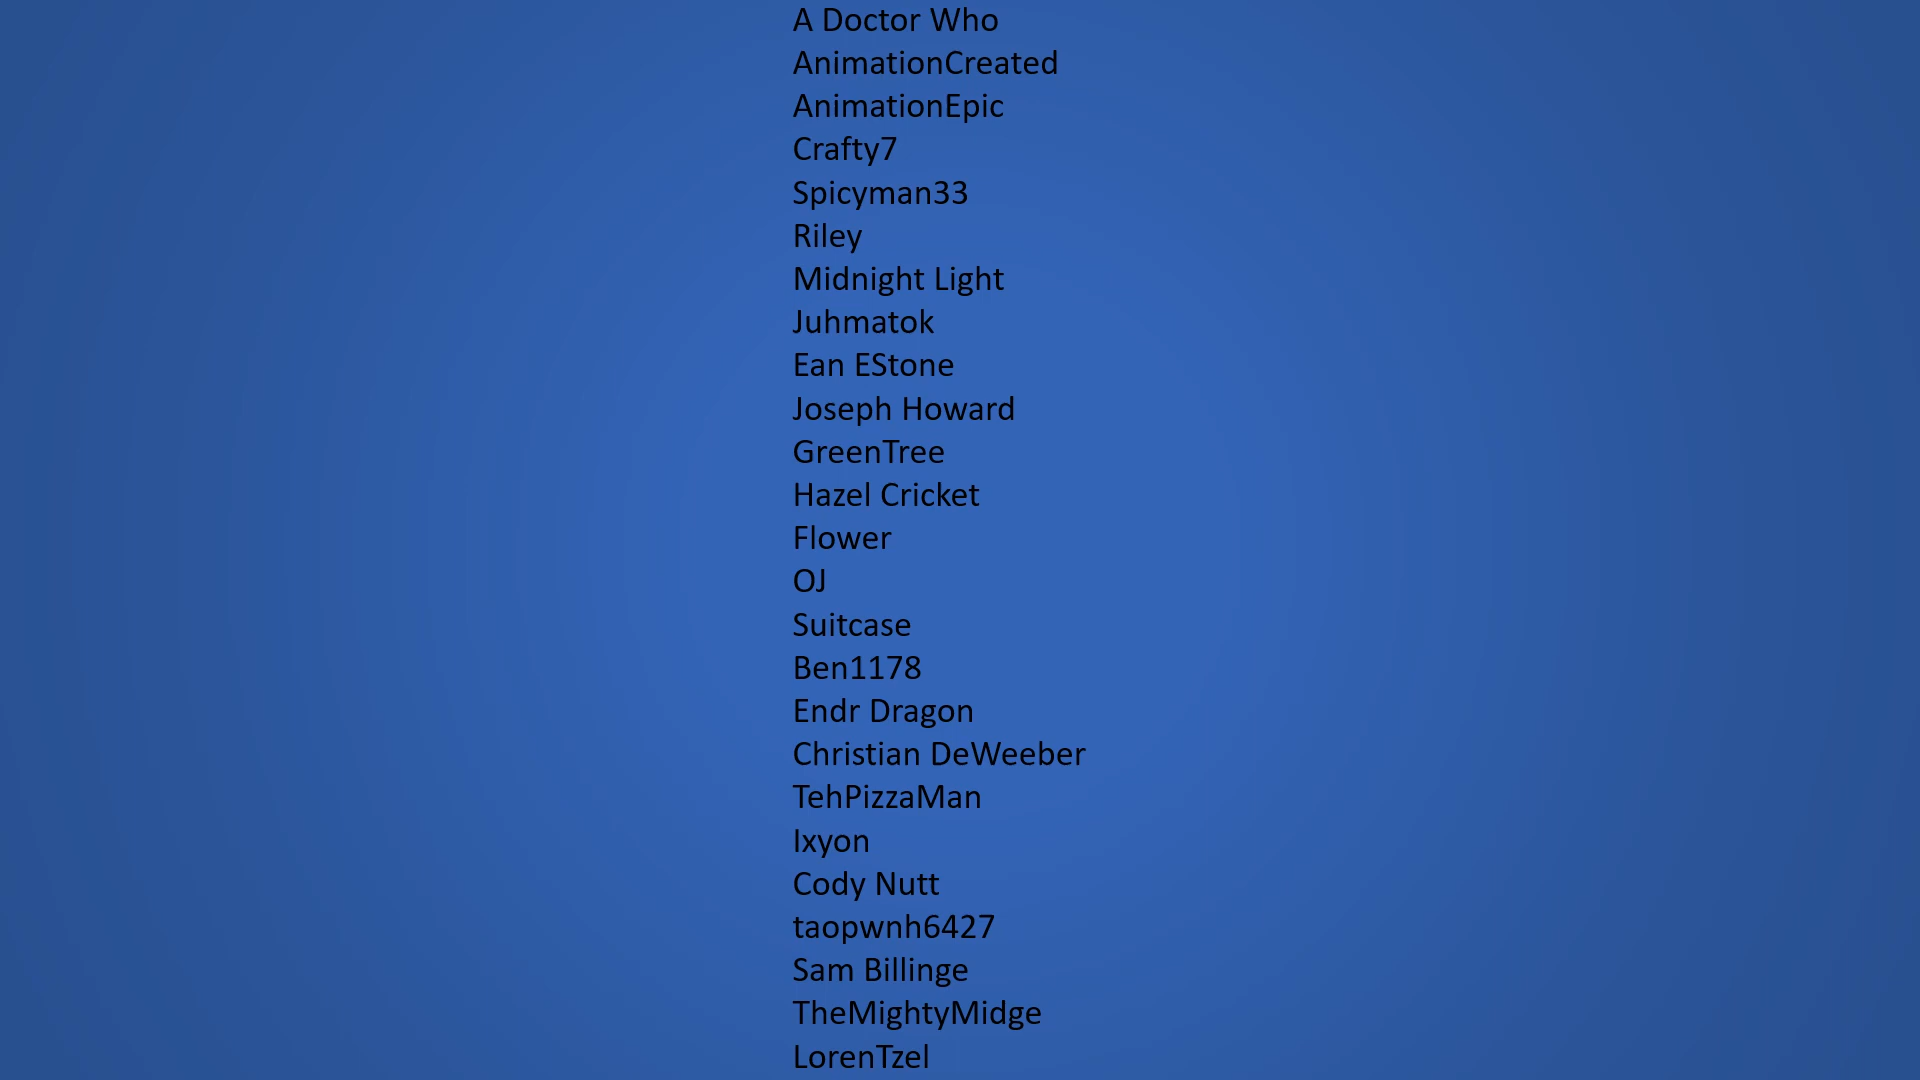 A Doctor Who
AnimationCreated
AnimationEpic
Crafty7
Spicyman33
Riley
Midnight Light
Juhmatok
Ean EStone
Joseph Howard
GreenTree
Hazel Cricket
Flower
OJ
Suitcase
Ben1178
Endr Dragon
Christian DeWeeber
TehPizzaMan
Ixyon
Cody Nutt
taopwnh6427
Sam Billinge
TheMightyMidge
LorenTzel